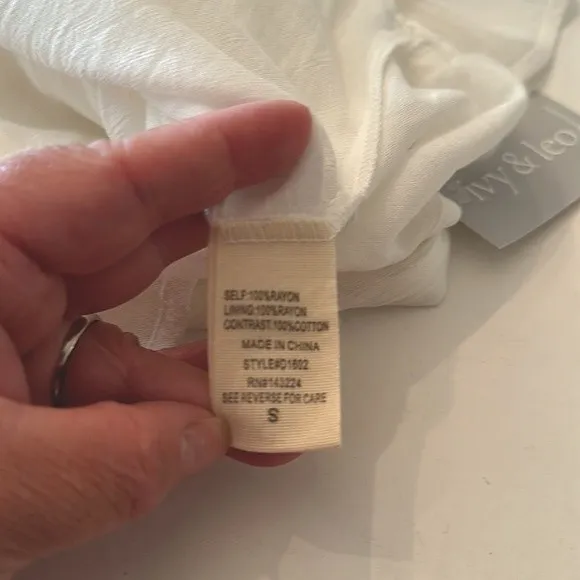 ivy & leo
SELF:100%RAYON
LINING:100%RAYON
CONTRAST:100%COTTON
MADE IN CHINA
STYLE#D1602
RN#143224
SEE REVERSE FOR CARE
S